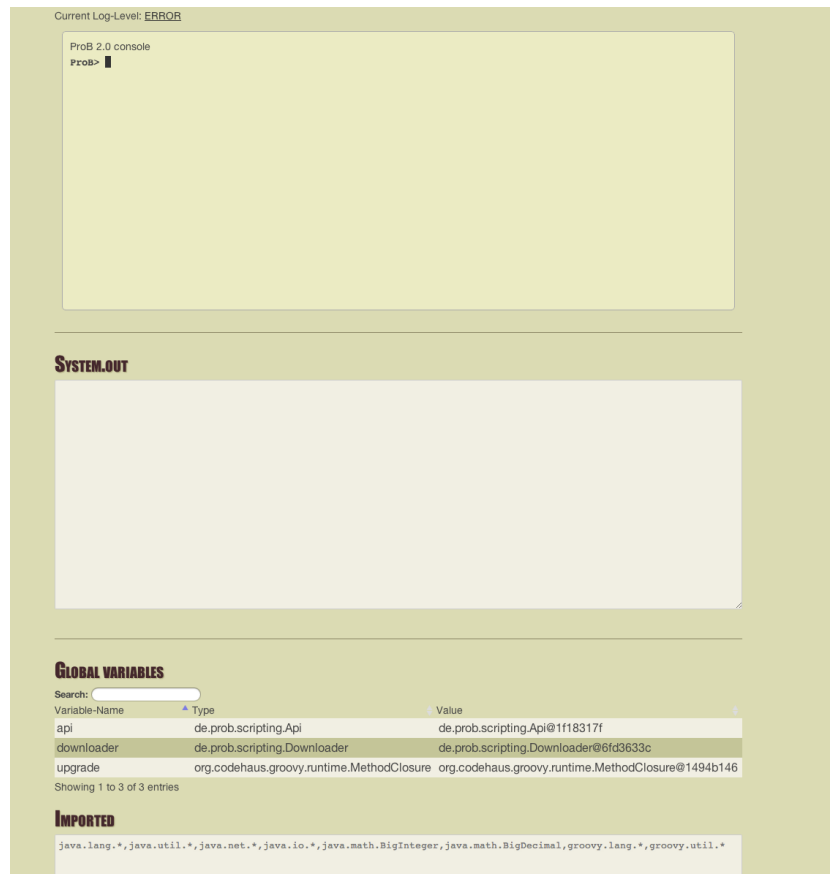 Current Log-Level: ERROR
ProB 2.0 console
ProB>
System.out
Global variables
Search:
Variable-Name Type Value
api de.prob.scripting.Api de.prob.scripting.Api@1f18317f
downloader de.prob.scripting.Downloader de.prob.scripting.Downloader@6fd3633c
upgrade org.codehaus.groovy.runtime.MethodClosure org.codehaus.groovy.runtime.MethodClosure@1494b146
Showing 1 to 3 of 3 entries
Imported
java.lang.*,java.util.*,java.net.*,java.io.*,java.math.BigInteger,java.math.BigDecimal,groovy.lang.*,groovy.util.*